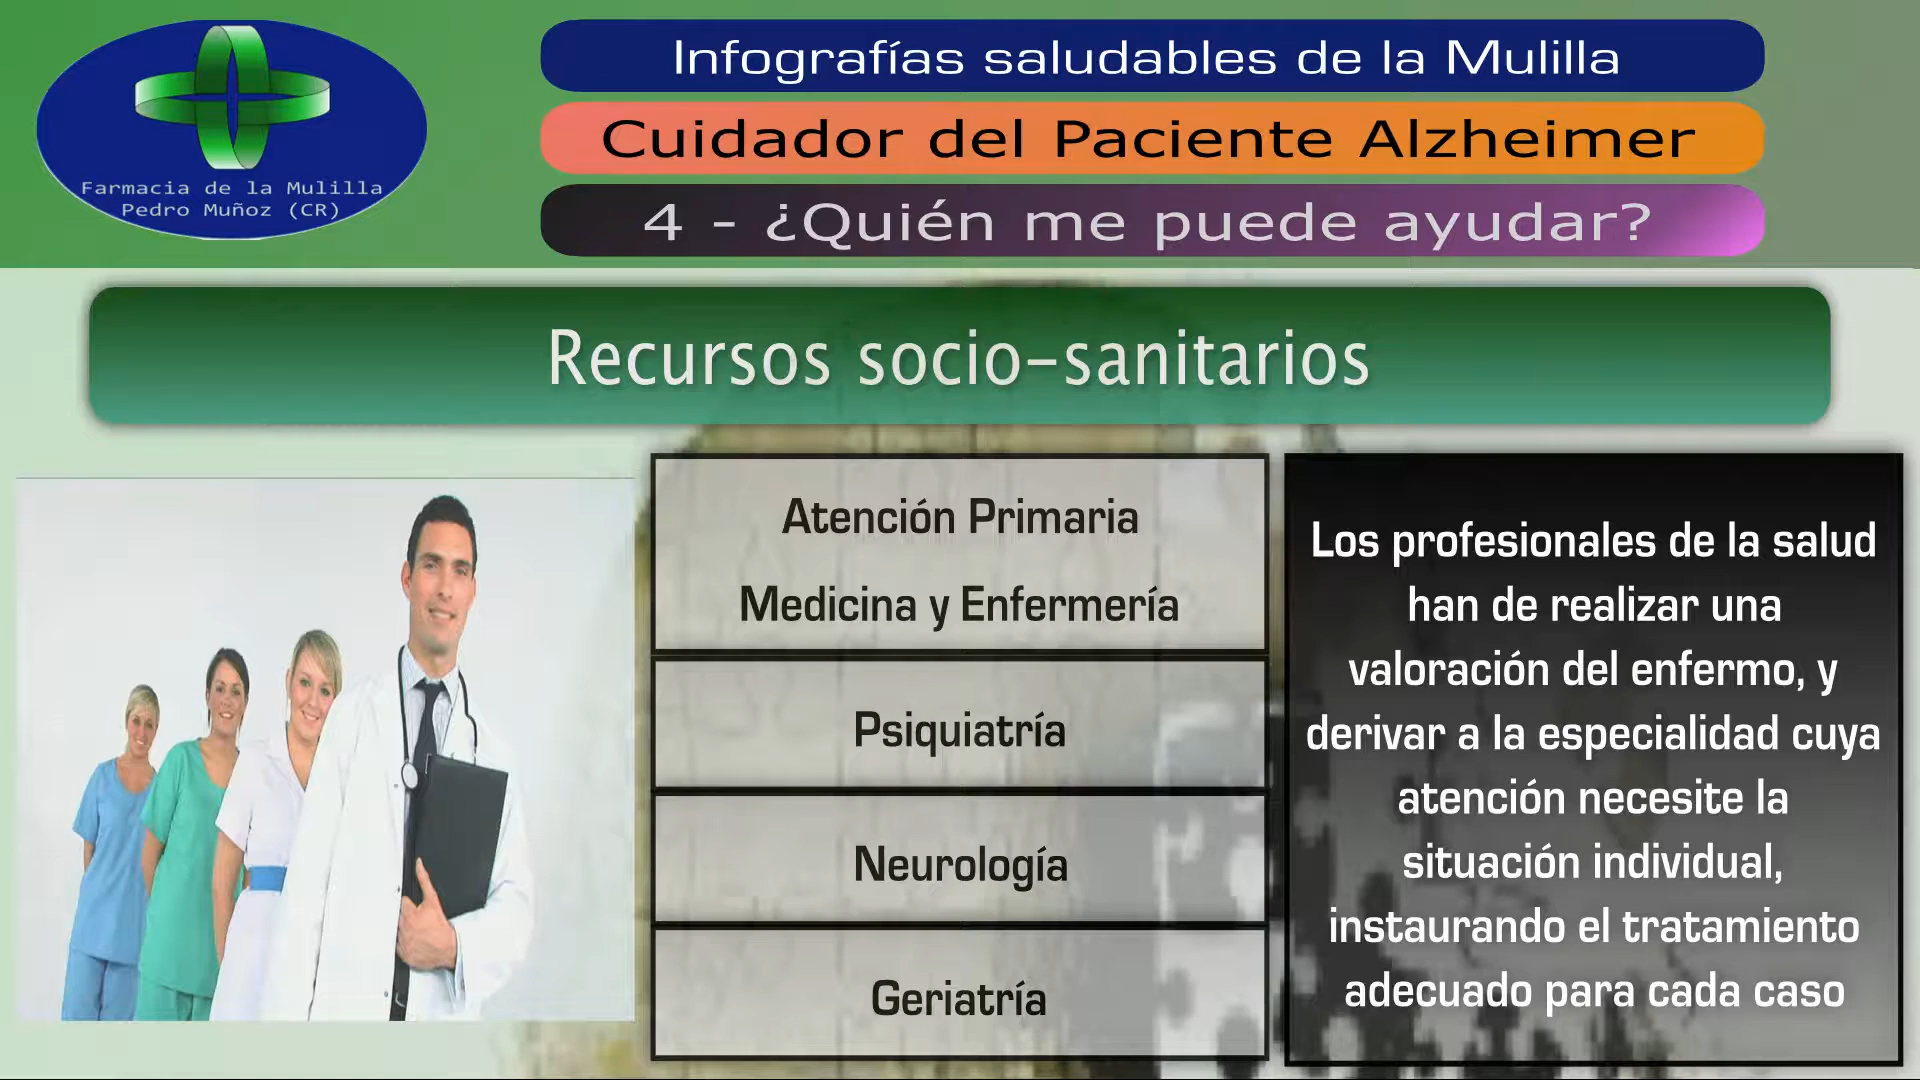 Farmacia de la Mulilla
Pedro Muñoz (CR)
Infografías saludables de la Mulilla
Cuidador del Paciente Alzheimer
4 - ¿Quién me puede ayudar?
Recursos socio-sanitarios
Atención Primaria
Medicina y Enfermería
Psiquiatría
Neurología
Geriatría
Los profesionales de la salud
han de realizar una
valoración del enfermo, y
derivar a la especialidad cuya
atención necesite la
situación individual,
instaurando el tratamiento
adecuado para cada caso